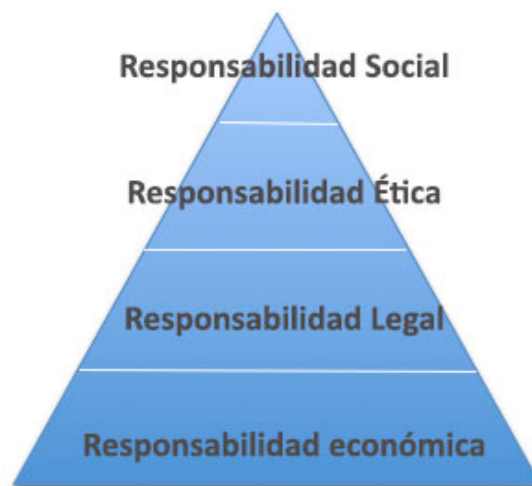 Responsabilidad Social
Responsabilidad Ética
Responsabilidad Legal
Responsabilidad económica